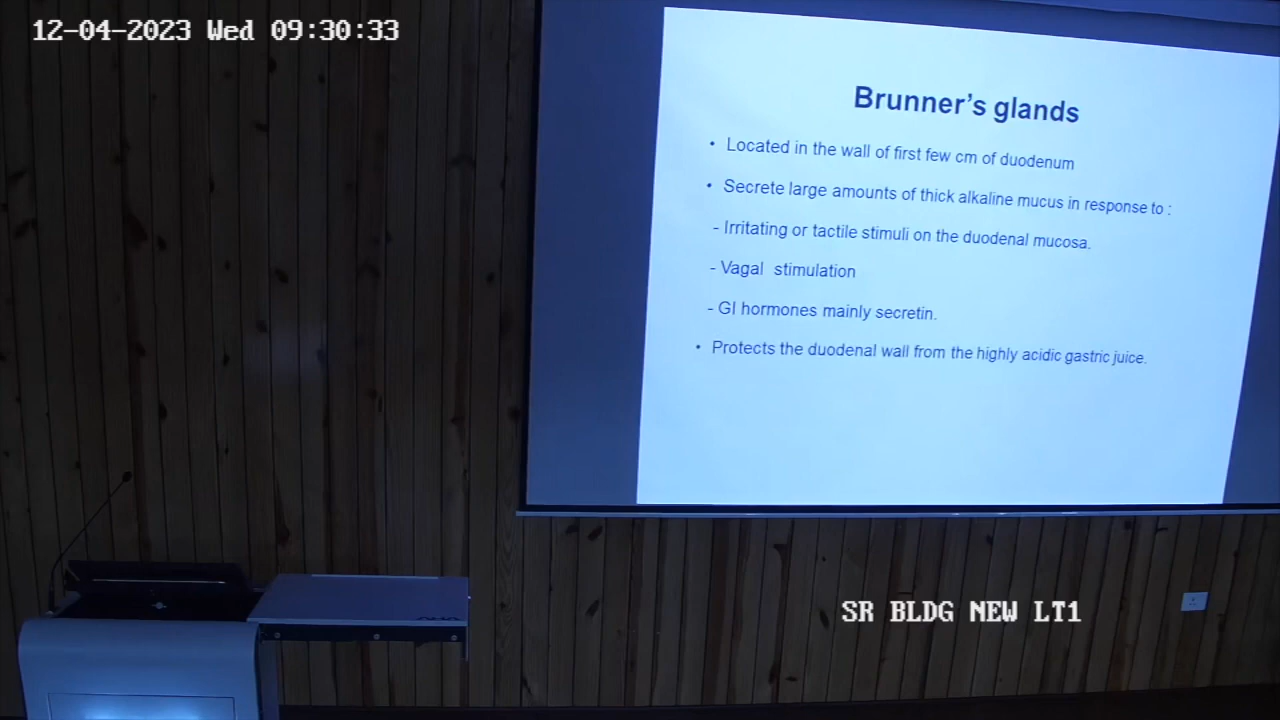 12-04-2023 Wed 09:30:33
Brunner's glands
• Located in the wall of first few cm of duodenum
• Secrete large amounts of thick alkaline mucus in response to :
- Irritating or tactile stimuli on the duodenal mucosa.
- Vagal stimulation
- GI hormones mainly secretin.
• Protects the duodenal wall from the highly acidic gastric juice.
SR BLDG NEW LT1